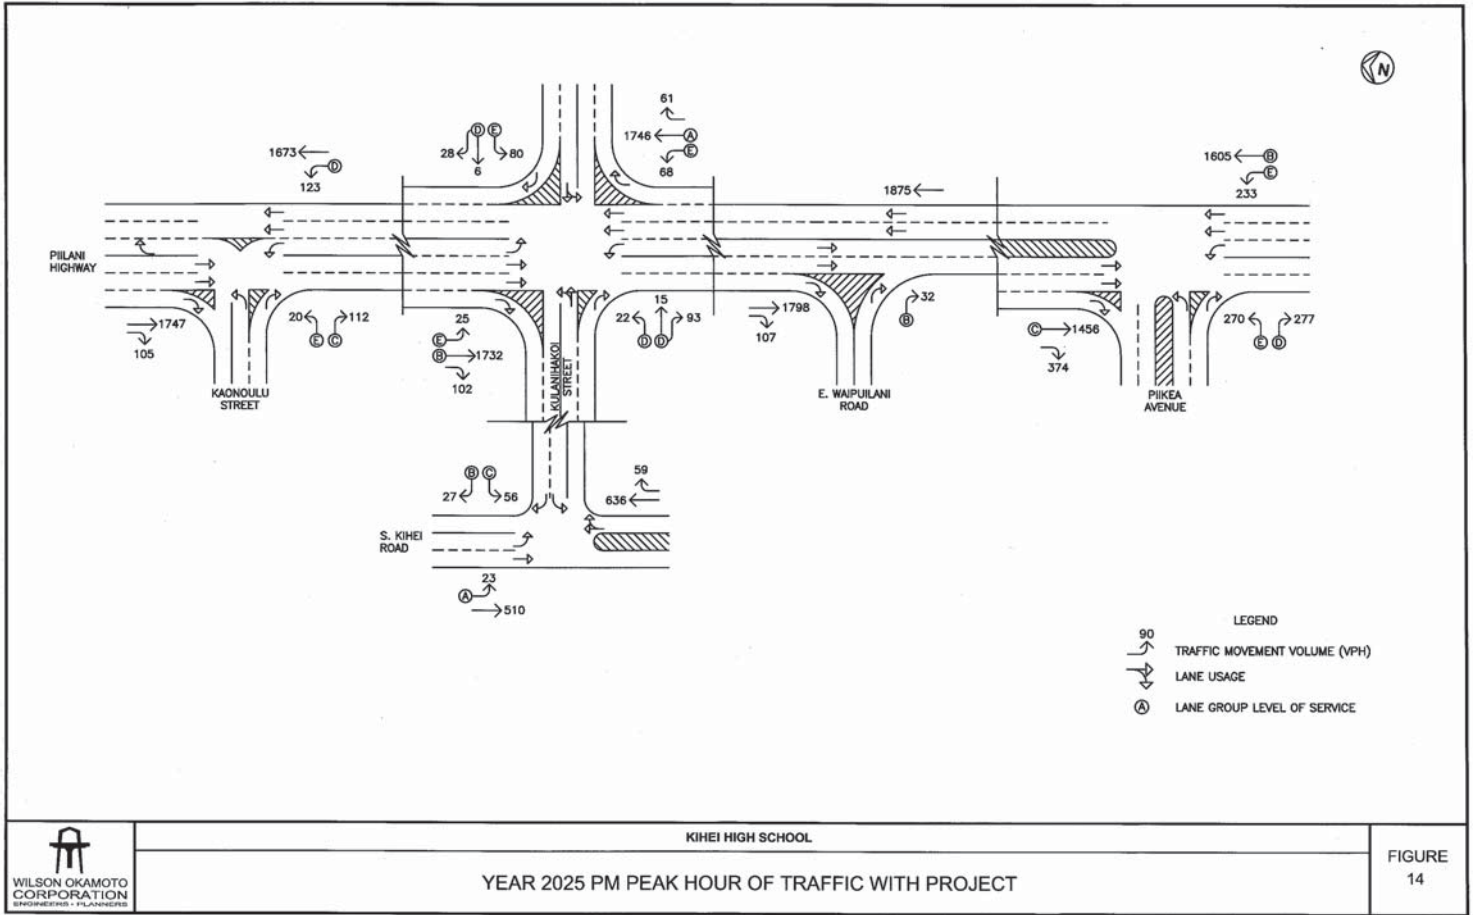 N
61
1746 A
E
68
D E
28 80
6
1673
D
123
1605 B
E
233
1875
PIILANI
HIGHWAY
1747
105
20 112
E C
25
E
B 1732
102
15
22 93
D D
1798
107
32
B
C 1456
374
270 277
E D
KAONOULU
STREET
KULANIHAKOI
STREET
E. WAIPUILANI
ROAD
PIIKEA
AVENUE
B C
27 56
59
636
S. KIHEI
ROAD
23
A
510
LEGEND
90
TRAFFIC MOVEMENT VOLUME (VPH)
LANE USAGE
A LANE GROUP LEVEL OF SERVICE
KIHEI HIGH SCHOOL
YEAR 2025 PM PEAK HOUR OF TRAFFIC WITH PROJECT
FIGURE
14
WILSON OKAMOTO
CORPORATION
ENGINEERS • PLANNERS